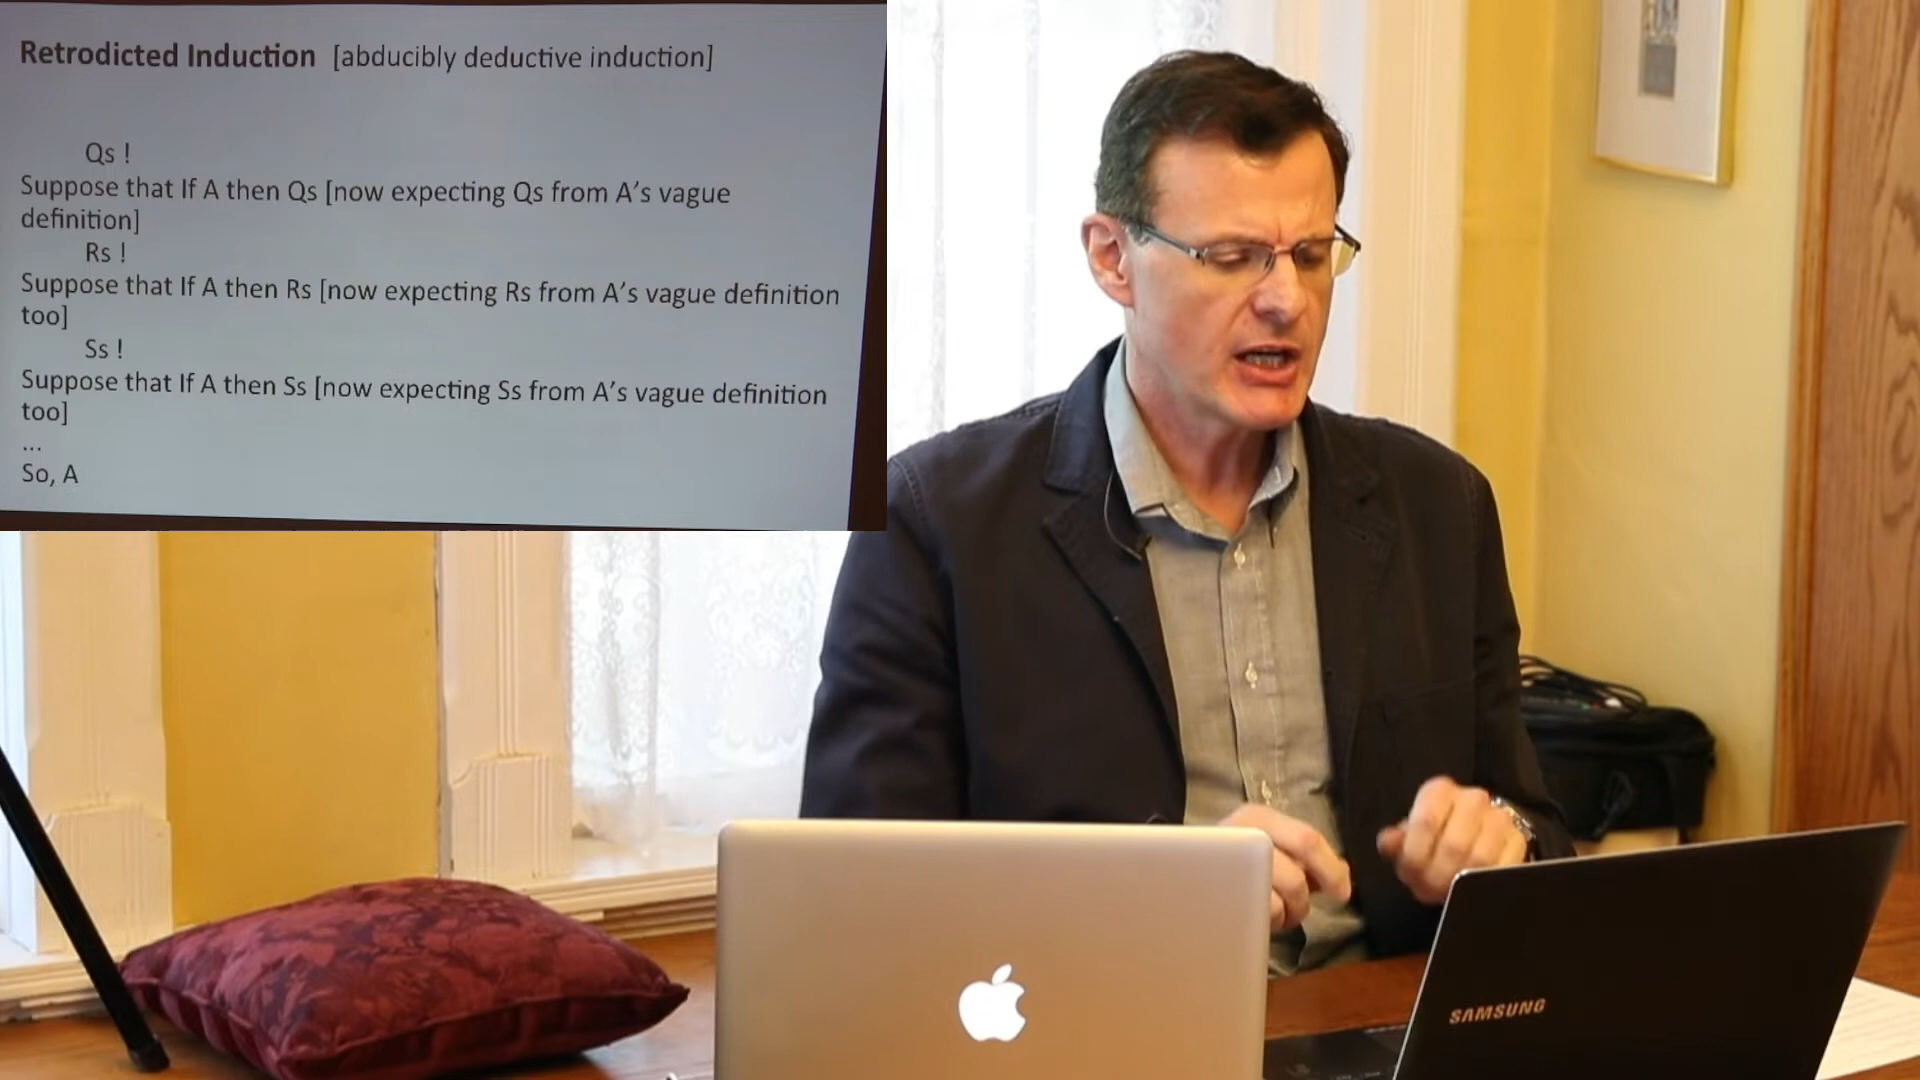 Retrodicted Induction [abducibly deductive induction]
Qs !
Suppose that If A then Qs [now expecting Qs from A's vague
definition]
Rs !
Suppose that If A then Rs [now expecting Rs from A's vague definition
too]
Ss !
Suppose that If A then Ss [now expecting Ss from A's vague definition
too]
...
So, A
SAMSUNG